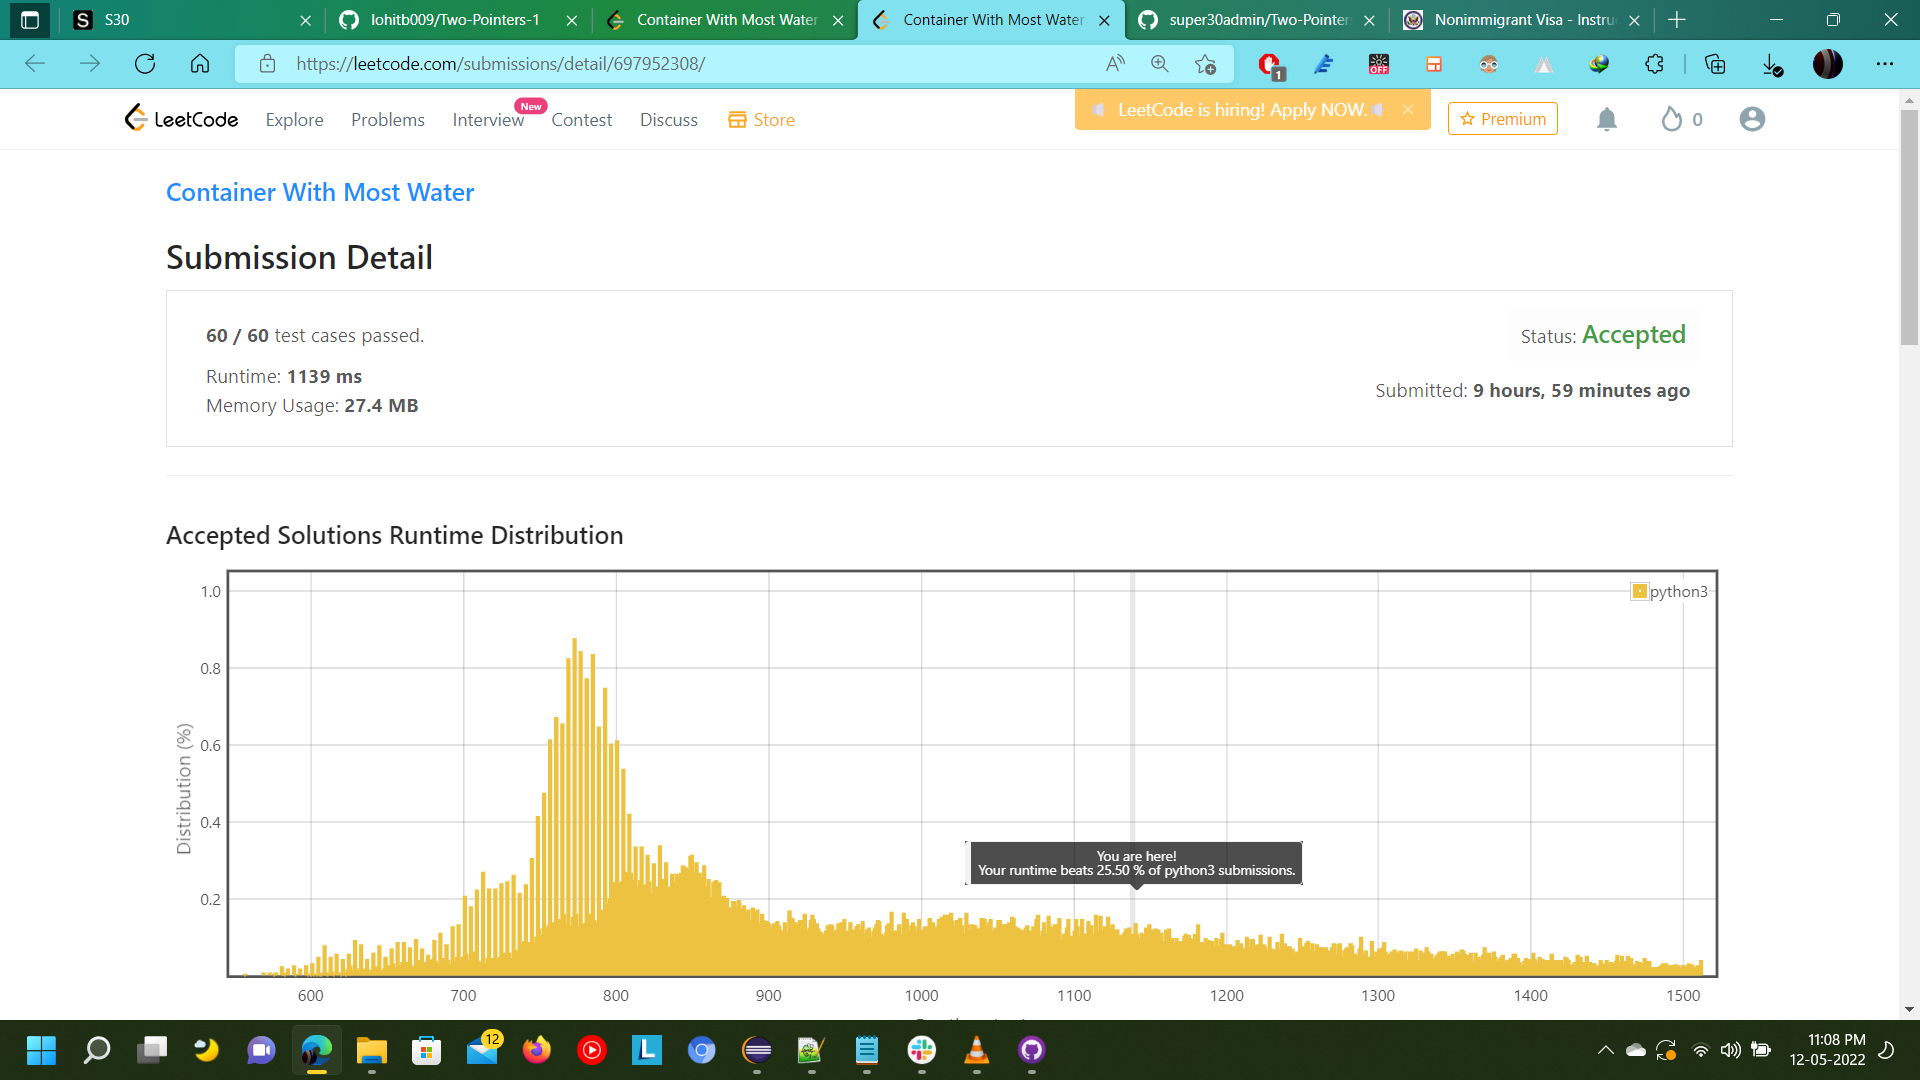 S30
lohitb009/Two-Pointers-1
Container With Most Water
Container With Most Water
super30admin/Two-Pointer
Nonimmigrant Visa - Instru
https://leetcode.com/submissions/detail/697952308/
1
OFF
LeetCode
Explore
Problems
Interview
New
Contest
Discuss
Store
LeetCode is hiring! Apply NOW.
Premium
0
Container With Most Water
Submission Detail
60 / 60 test cases passed.
Status: Accepted
Runtime: 1139 ms
Submitted: 9 hours, 59 minutes ago
Memory Usage: 27.4 MB
Accepted Solutions Runtime Distribution
python3
1.0
0.8
0.6
0.4
0.2
Distribution (%)
You are here!
Your runtime beats 25.50 % of python3 submissions.
600 700 800 900 1000 1100 1200 1300 1400 1500
12
L
11:08 PM
12-05-2022